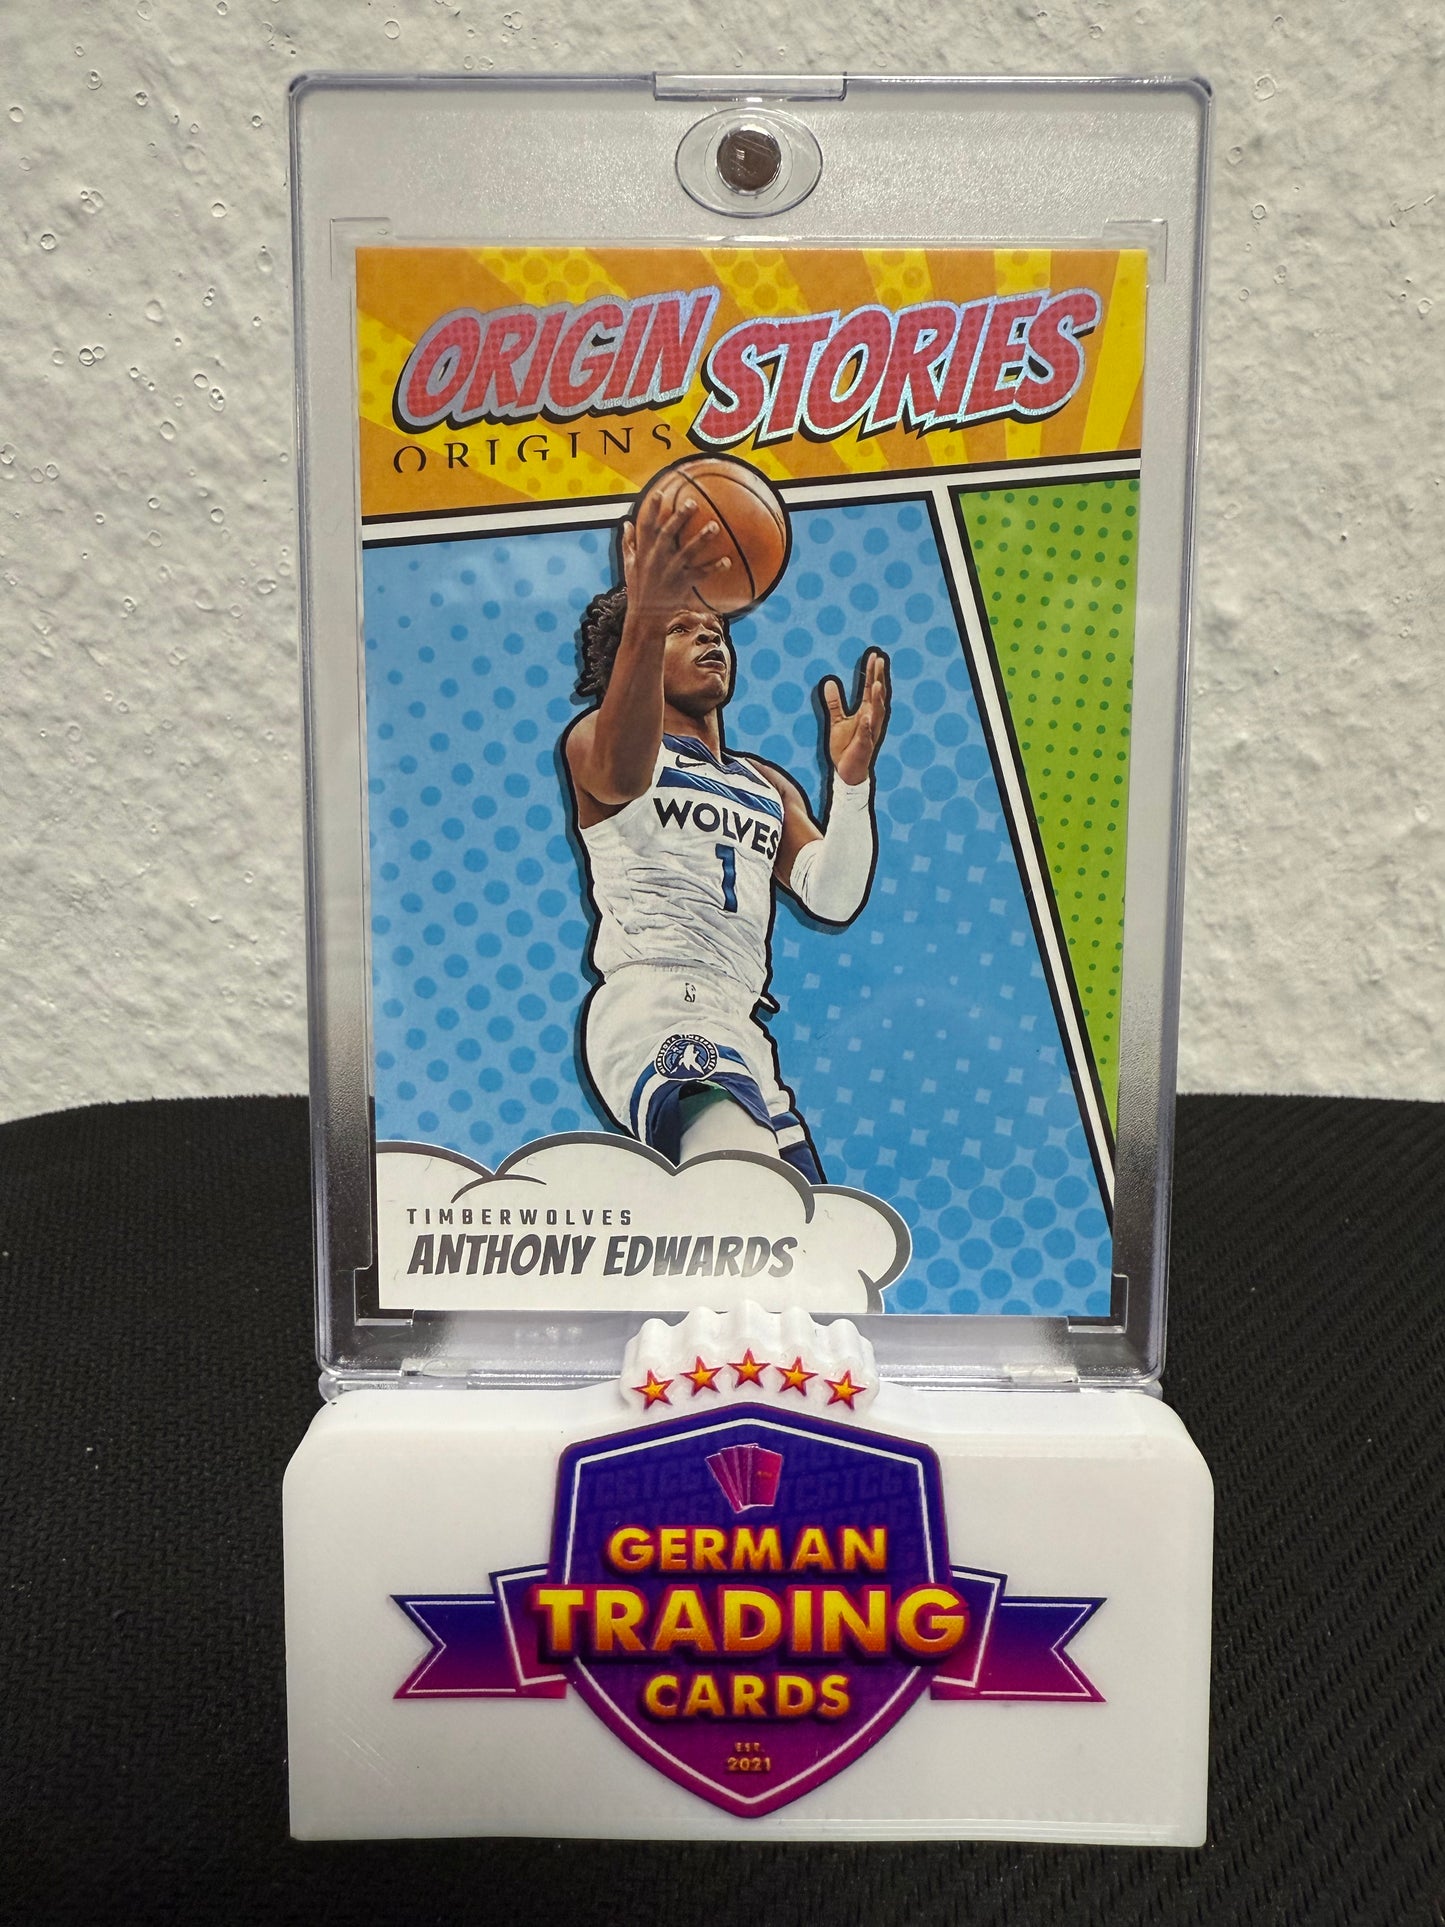 ORIGIN STORIES
ORIGINS
WOLVES
1
TIMBERWOLVES
ANTHONY EDWARDS
GERMAN
TRADING
CARDS
EST.
2021